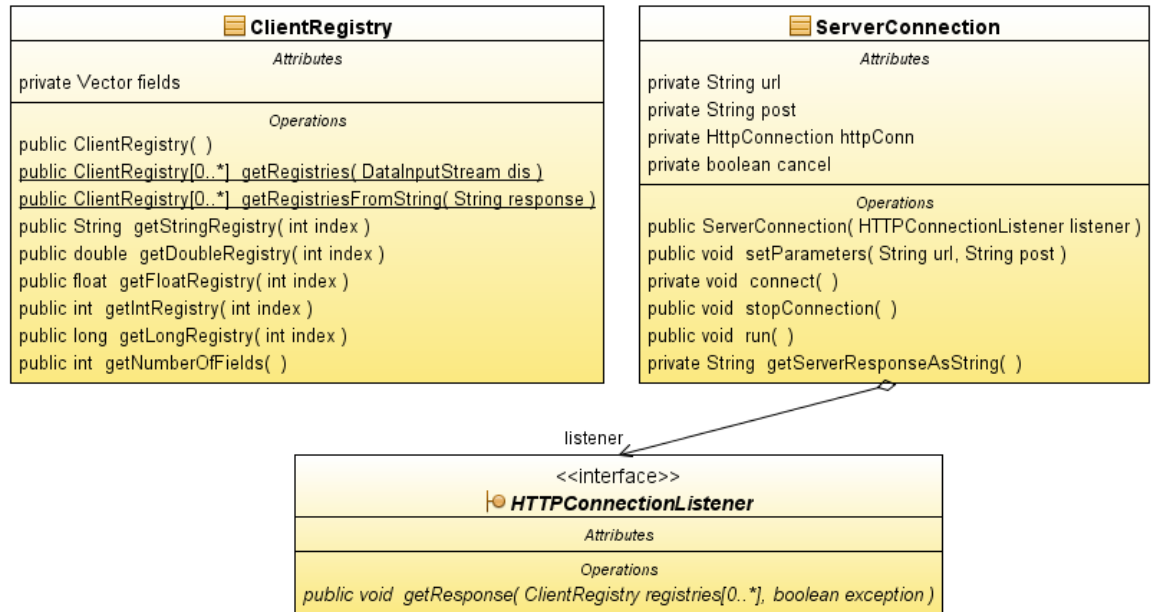 ClientRegistry
Attributes
private Vector fields
Operations
public ClientRegistry( )
public ClientRegistry[0..*] getRegistries( DataInputStream dis )
public ClientRegistry[0..*] getRegistriesFromString( String response )
public String getStringRegistry( int index )
public double getDoubleRegistry( int index )
public float getFloatRegistry( int index )
public int getIntRegistry( int index )
public long getLongRegistry( int index )
public int getNumberOfFields( )
ServerConnection
Attributes
private String url
private String post
private HttpConnection httpConn
private boolean cancel
Operations
public ServerConnection( HTTPConnectionListener listener )
public void setParameters( String url, String post )
private void connect( )
public void stopConnection( )
public void run( )
private String getServerResponseAsString( )
listener
<<interface>>
HTTPConnectionListener
Attributes
Operations
public void getResponse( ClientRegistry registries[0..*], boolean exception )